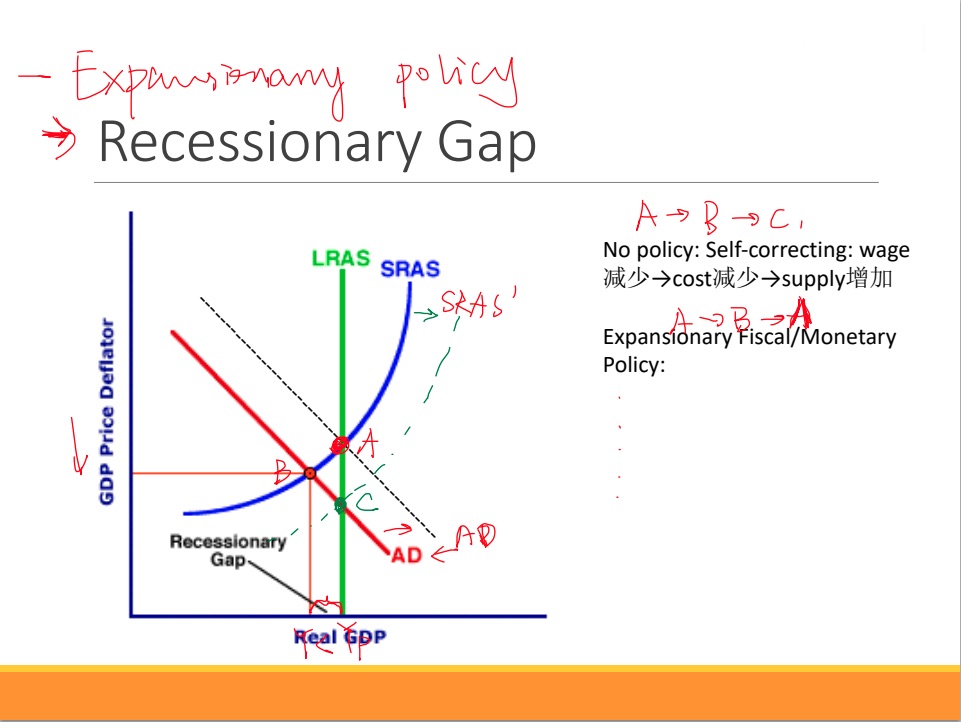 — Expansionary policy
→ Recessionary Gap
A → B → C,
No policy: Self-correcting: wage
减少→cost减少→supply增加
A → B → A
Expansionary Fiscal/Monetary
Policy:
LRAS
SRAS
→ SRAS'
GDP Price Deflator
A
B
C
Recessionary
Gap
AD
← AD
Real GDP
Yp